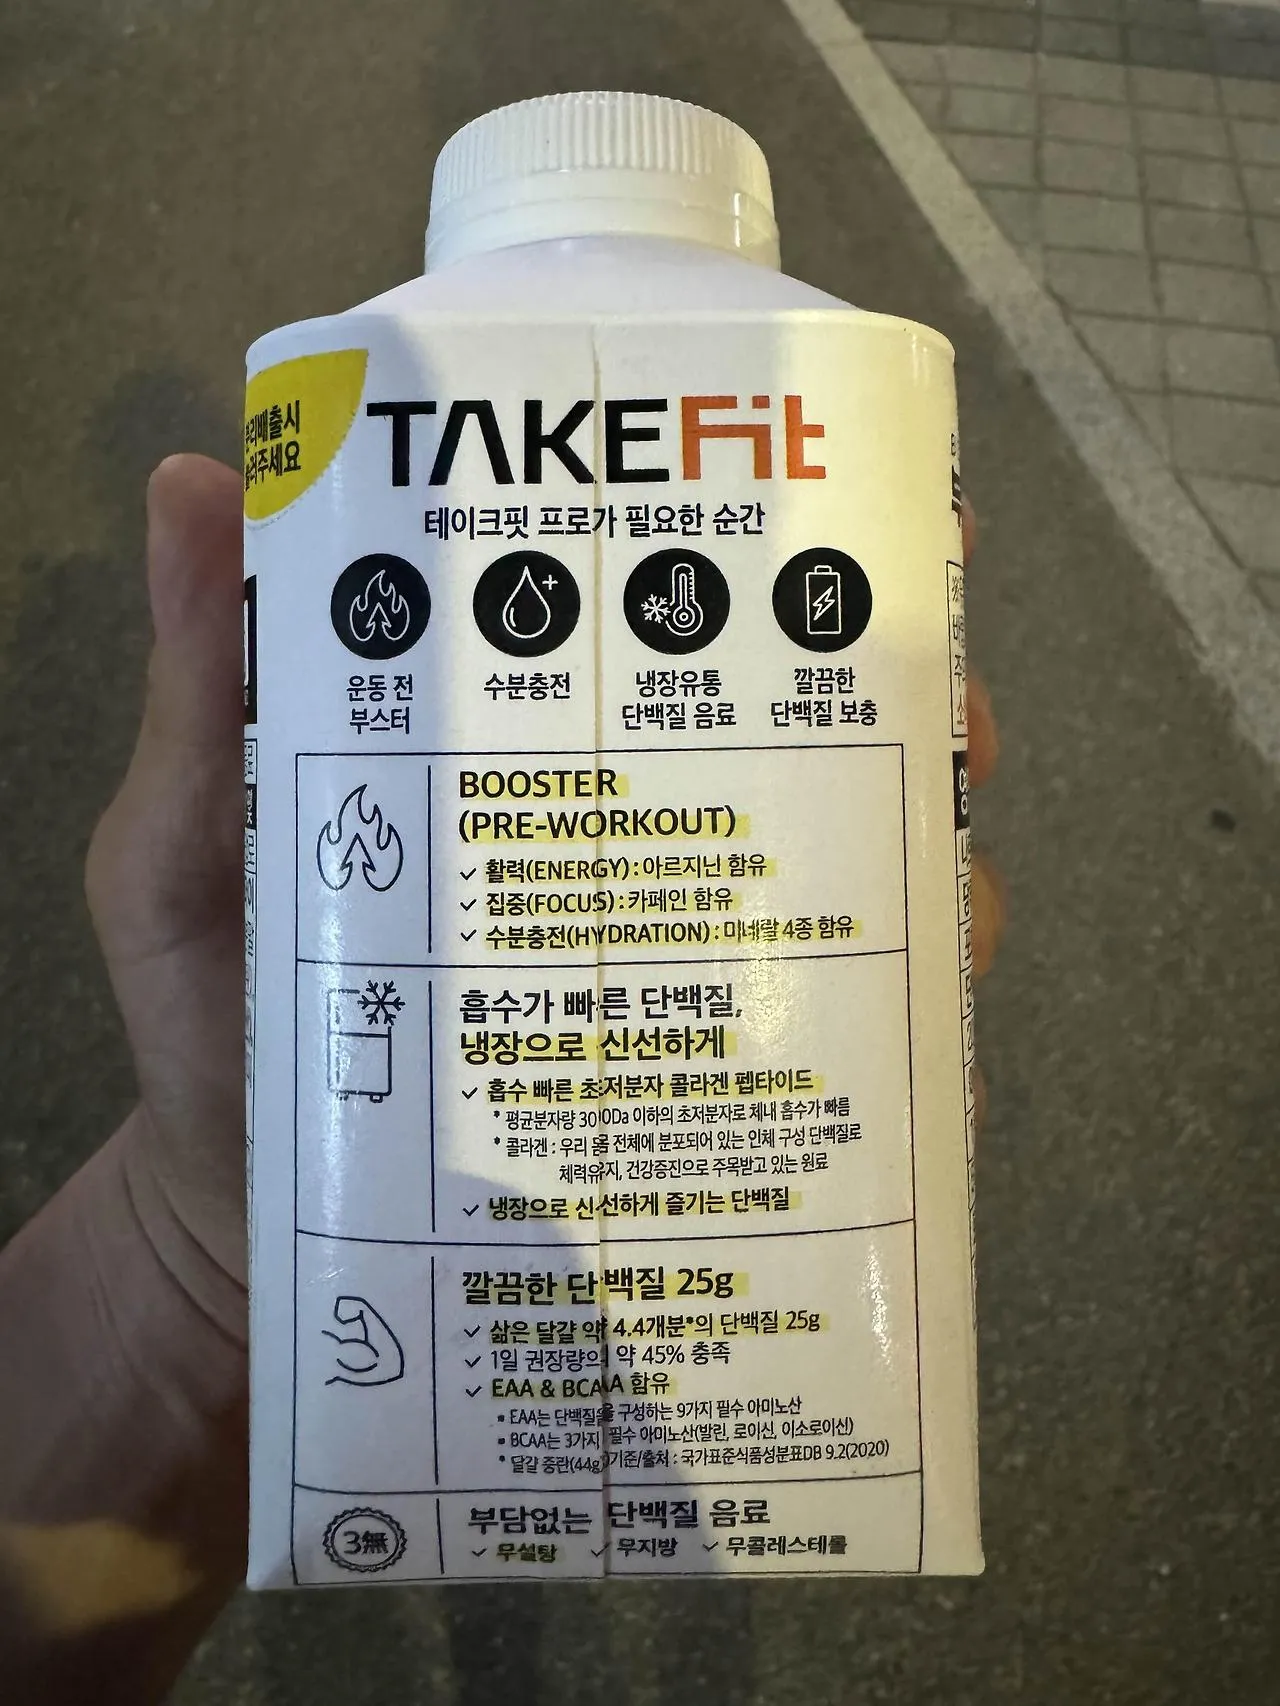 TAKEFit
테이크핏 프로가 필요한 순간
운동 전
부스터
수분충전
냉장유통
단백질 음료
깔끔한
단백질 보충
BOOSTER
(PRE-WORKOUT)
✓ 활력(ENERGY) : 아르지닌 함유
✓ 집중(FOCUS) : 카페인 함유
✓ 수분충전(HYDRATION) : 미네랄 4종 함유
흡수가 빠른 단백질,
냉장으로 신선하게
✓ 흡수 빠른 초저분자 콜라겐 펩타이드
* 평균분자량 300Da 이하의 초저분자로 체내 흡수가 빠름
* 콜라겐 : 우리 몸 전체에 분포되어 있는 인체 구성 단백질로
체력유지, 건강증진으로 주목받고 있는 원료
✓ 냉장으로 신선하게 즐기는 단백질
깔끔한 단백질 25g
✓ 삶은 달걀 약 4.4개분*의 단백질 25g
✓ 1일 권장량의 약 45% 충족
✓ EAA & BCAA 함유
▪ EAA는 단백질을 구성하는 9가지 필수 아미노산
▪ BCAA는 3가지 필수 아미노산(발린, 로이신, 이소로이신)
* 달걀 중란(44g)기준/출처 : 국가표준식품성분표DB 9.2(2020)
3無
부담없는 단백질 음료
✓ 무설탕 ✓ 무지방 ✓ 무콜레스테롤